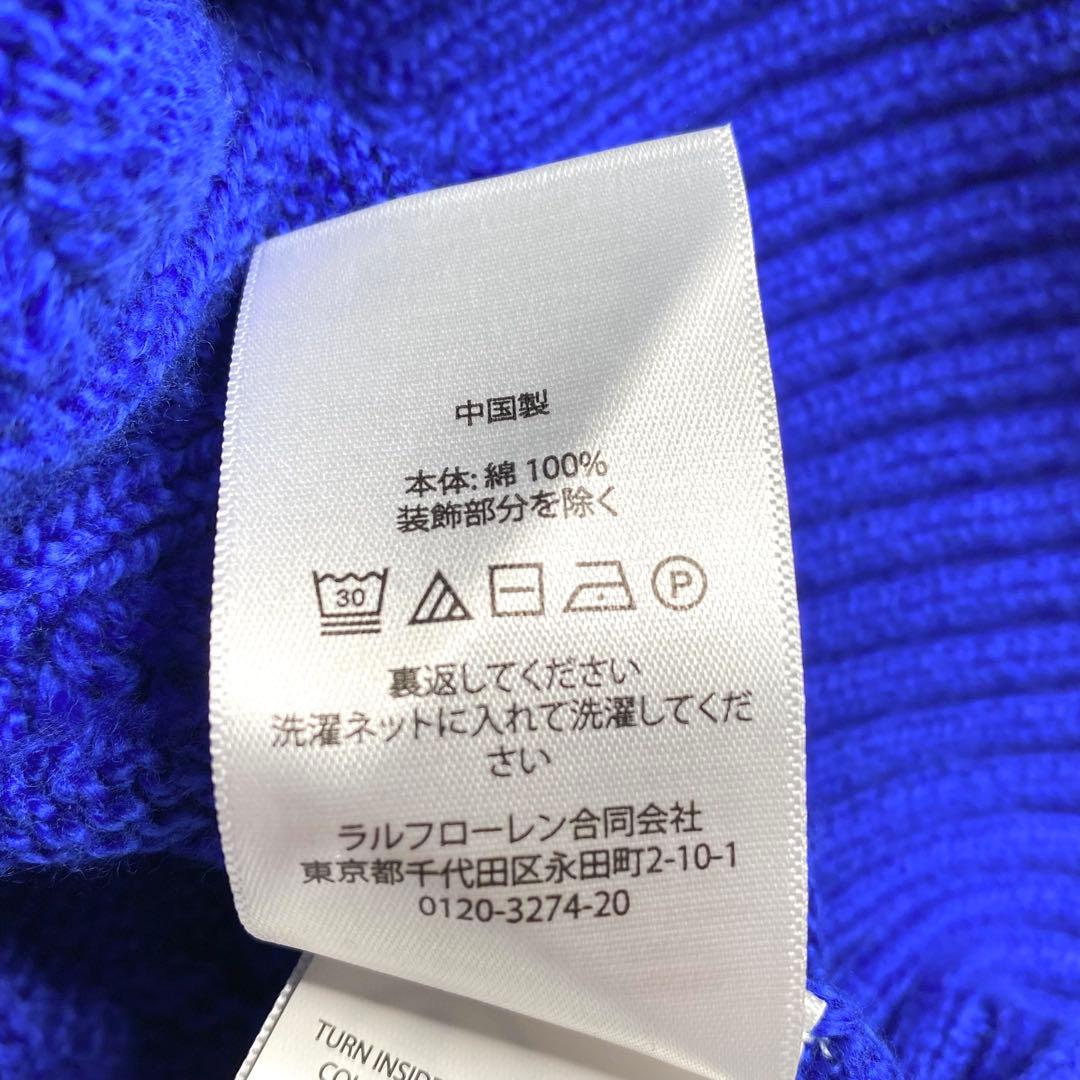 中国製
本体: 綿 100%
装飾部分を除く
30
P
裏返してください
洗濯ネットに入れて洗濯してくだ
さい
ラルフローレン合同会社
東京都千代田区永田町2-10-1
0120-3274-20
TURN INSIDE